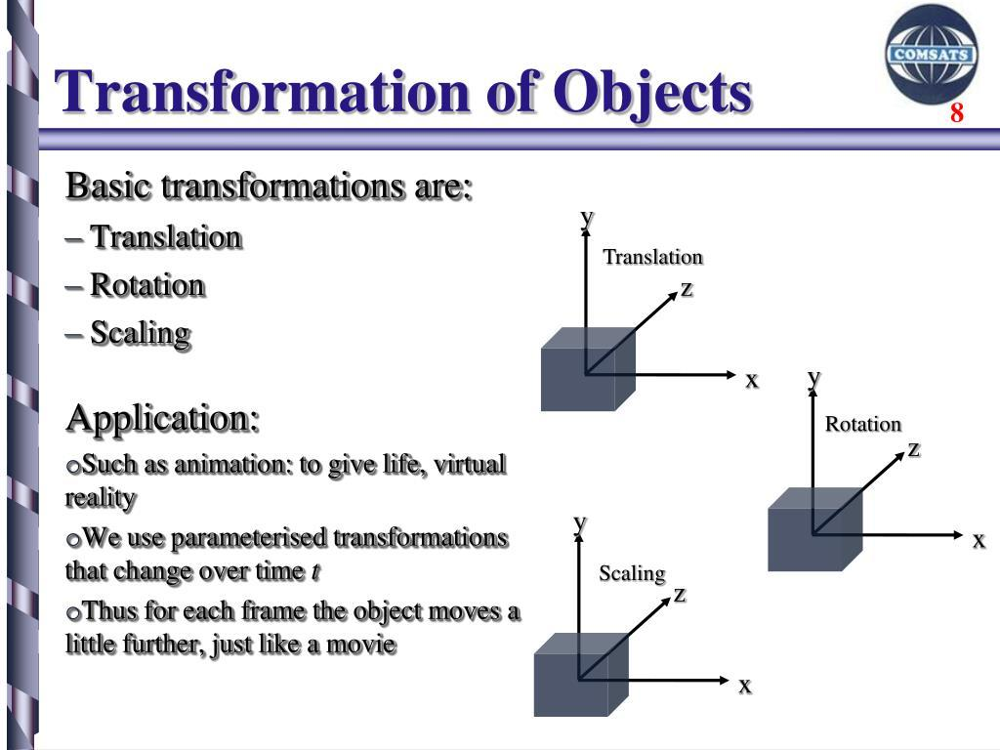 COMSATS
Transformation of Objects
8
Basic transformations are:
– Translation
– Rotation
– Scaling
Application:
oSuch as animation: to give life, virtual
reality
oWe use parameterised transformations
that change over time t
oThus for each frame the object moves a
little further, just like a movie
y
Translation
z
x
y
Rotation
z
x
y
Scaling
z
x